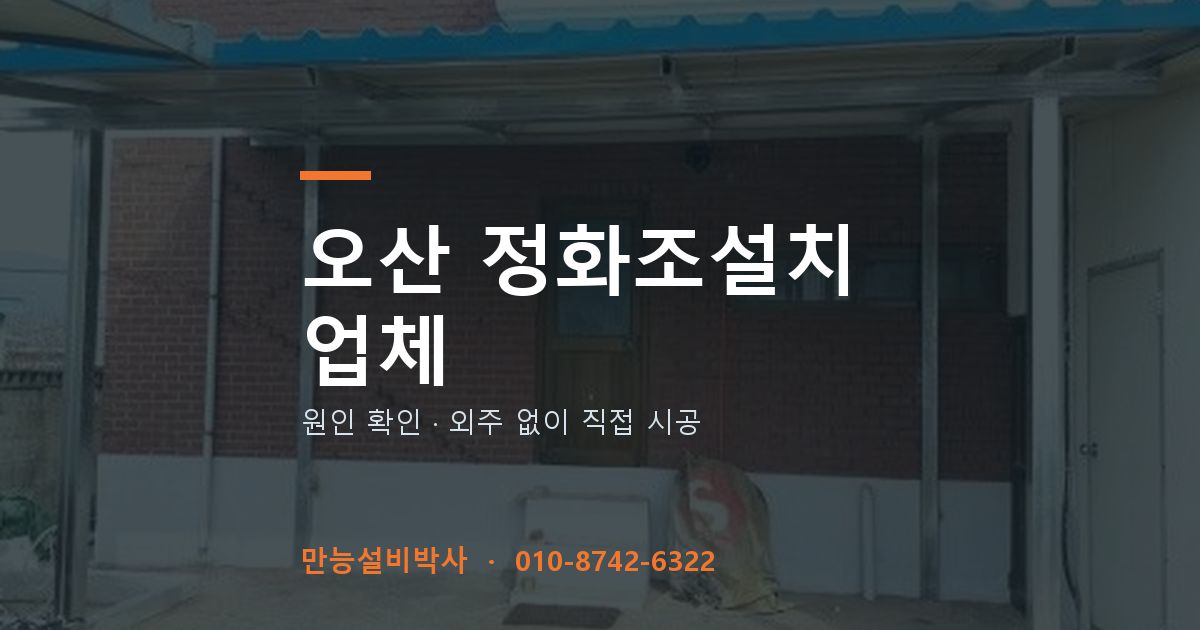 오산 정화조설치
업체
원인 확인 · 외주 없이 직접 시공
S
만능설비박사 · 010-8742-6322